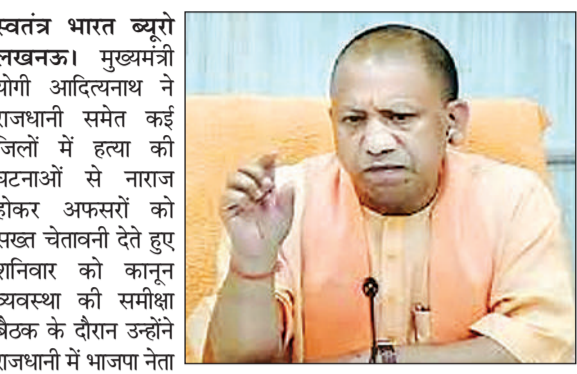 स्वतंत्र भारत ब्यूरो
लखनऊ। मुख्यमंत्री
योगी आदित्यनाथ ने
राजधानी समेत कई
जिलों में हत्या की
घटनाओं से नाराज
होकर अफसरों को
सख्त चेतावनी देते हुए
शनिवार को कानून
व्यवस्था की समीक्षा
बैठक के दौरान उन्होंने
राजधानी में भाजपा नेता